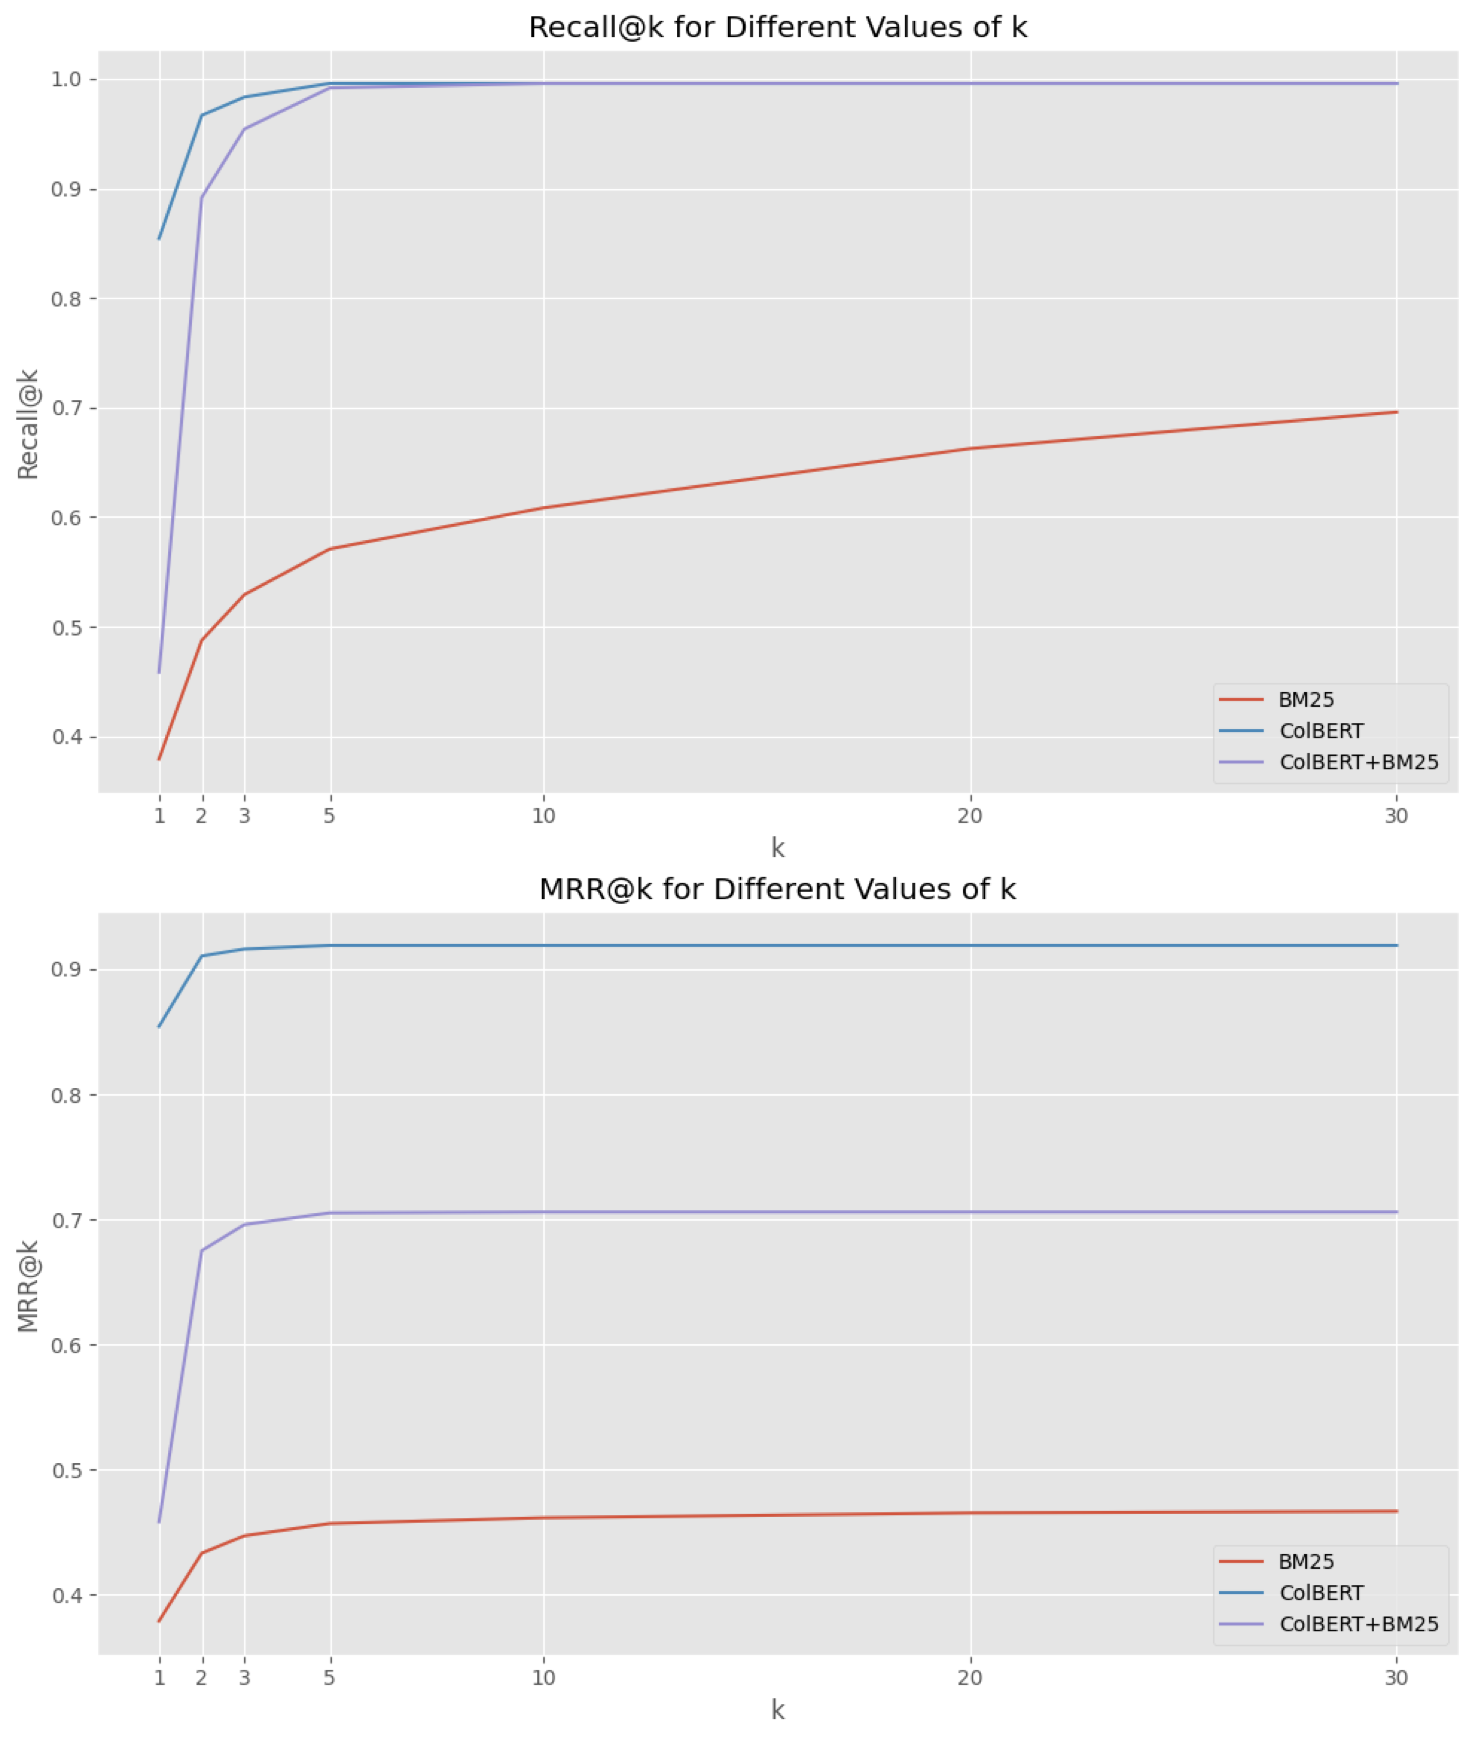 Recall@k for Different Values of k
1.0
0.9
0.8
0.7
0.6
0.5
0.4
Recall@k
BM25
ColBERT
ColBERT+BM25
1 2 3 5 10 20 30
k
MRR@k for Different Values of k
0.9
0.8
0.7
0.6
0.5
0.4
MRR@k
BM25
ColBERT
ColBERT+BM25
1 2 3 5 10 20 30
k